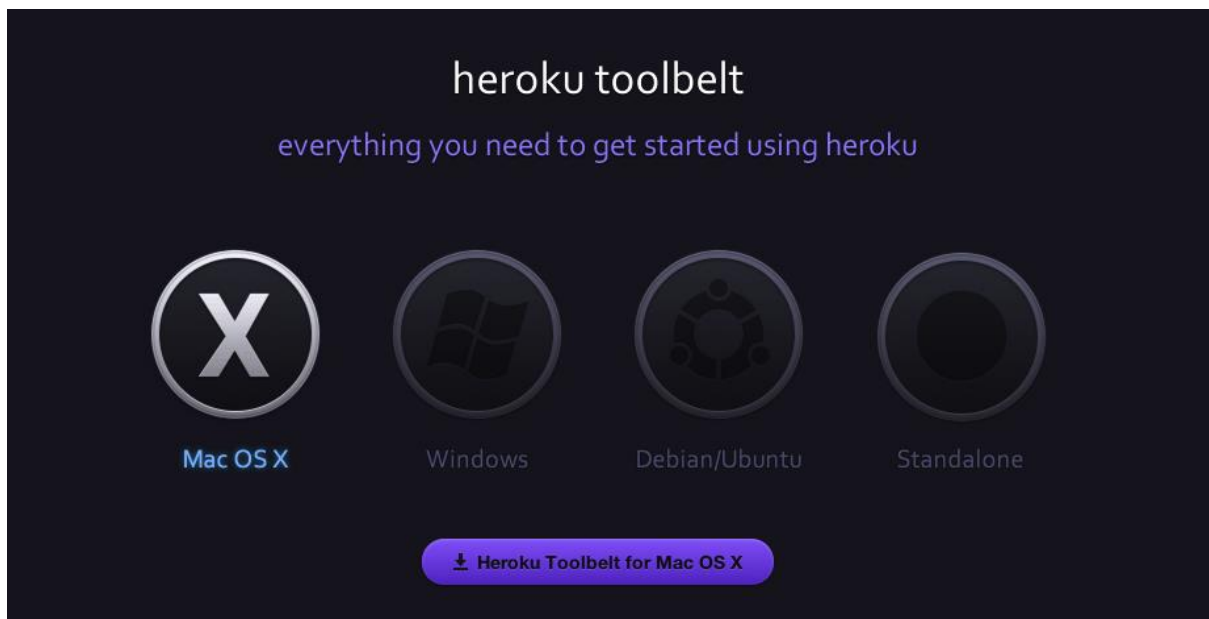 heroku toolbelt
everything you need to get started using heroku
X
Mac OS X
Windows
Debian/Ubuntu
Standalone
Heroku Toolbelt for Mac OS X